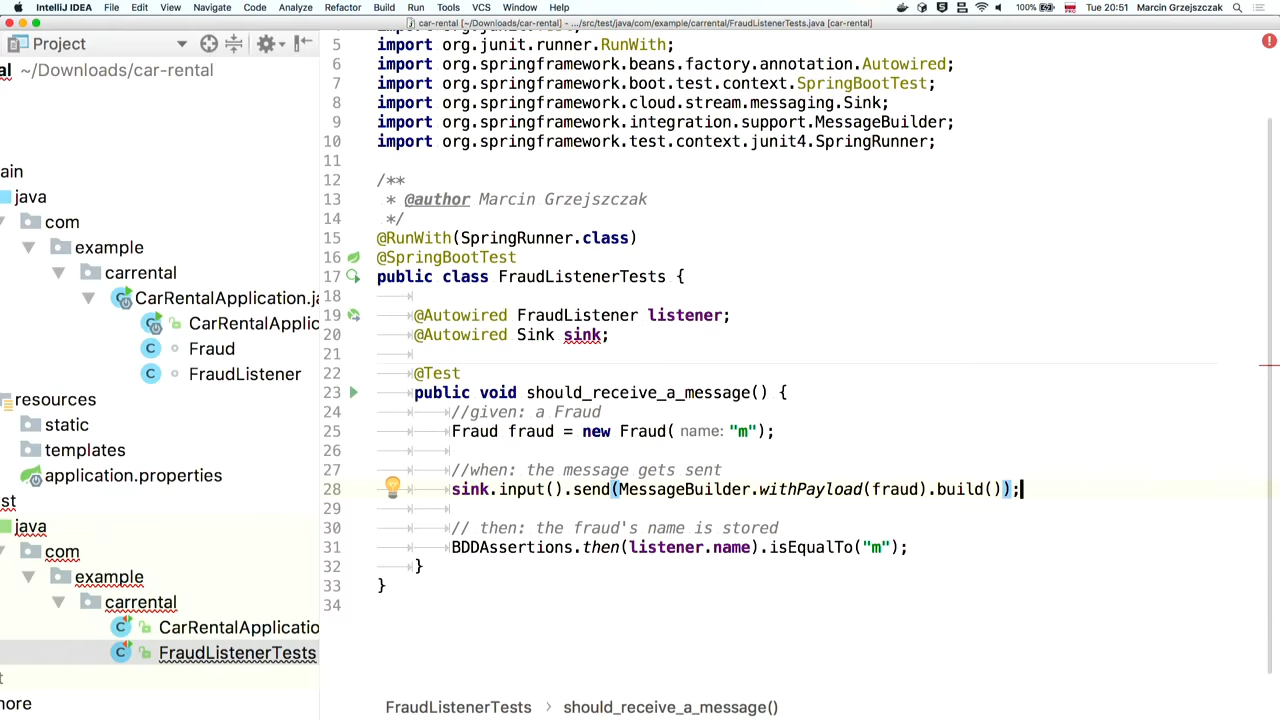 IntelliJ IDEA File Edit View Navigate Code Analyze Refactor Build Run Tools VCS Window Help 100% Tue 20:51 Marcin Grzejszczak
car-rental [~/Downloads/car-rental] - .../src/test/java/com/example/carrental/FraudListenerTests.java [car-rental]
Project
al ~/Downloads/car-rental
ain
java
com
example
carrental
CarRentalApplication.ja
CarRentalApplic
Fraud
FraudListener
resources
static
templates
application.properties
st
java
com
example
carrental
CarRentalApplicatio
FraudListenerTests
t
nore
5 import org.junit.runner.RunWith;
6 import org.springframework.beans.factory.annotation.Autowired;
7 import org.springframework.boot.test.context.SpringBootTest;
8 import org.springframework.cloud.stream.messaging.Sink;
9 import org.springframework.integration.support.MessageBuilder;
10 import org.springframework.test.context.junit4.SpringRunner;
11
12 /**
13 * @author Marcin Grzejszczak
14 */
15 @RunWith(SpringRunner.class)
16 @SpringBootTest
17 public class FraudListenerTests {
18
19 @Autowired FraudListener listener;
20 @Autowired Sink sink;
21
22 @Test
23 public void should_receive_a_message() {
24 //given: a Fraud
25 Fraud fraud = new Fraud( name: "m");
26
27 //when: the message gets sent
28 sink.input().send(MessageBuilder.withPayload(fraud).build());
29
30 // then: the fraud's name is stored
31 BDDAssertions.then(listener.name).isEqualTo("m");
32 }
33 }
34
FraudListenerTests > should_receive_a_message()